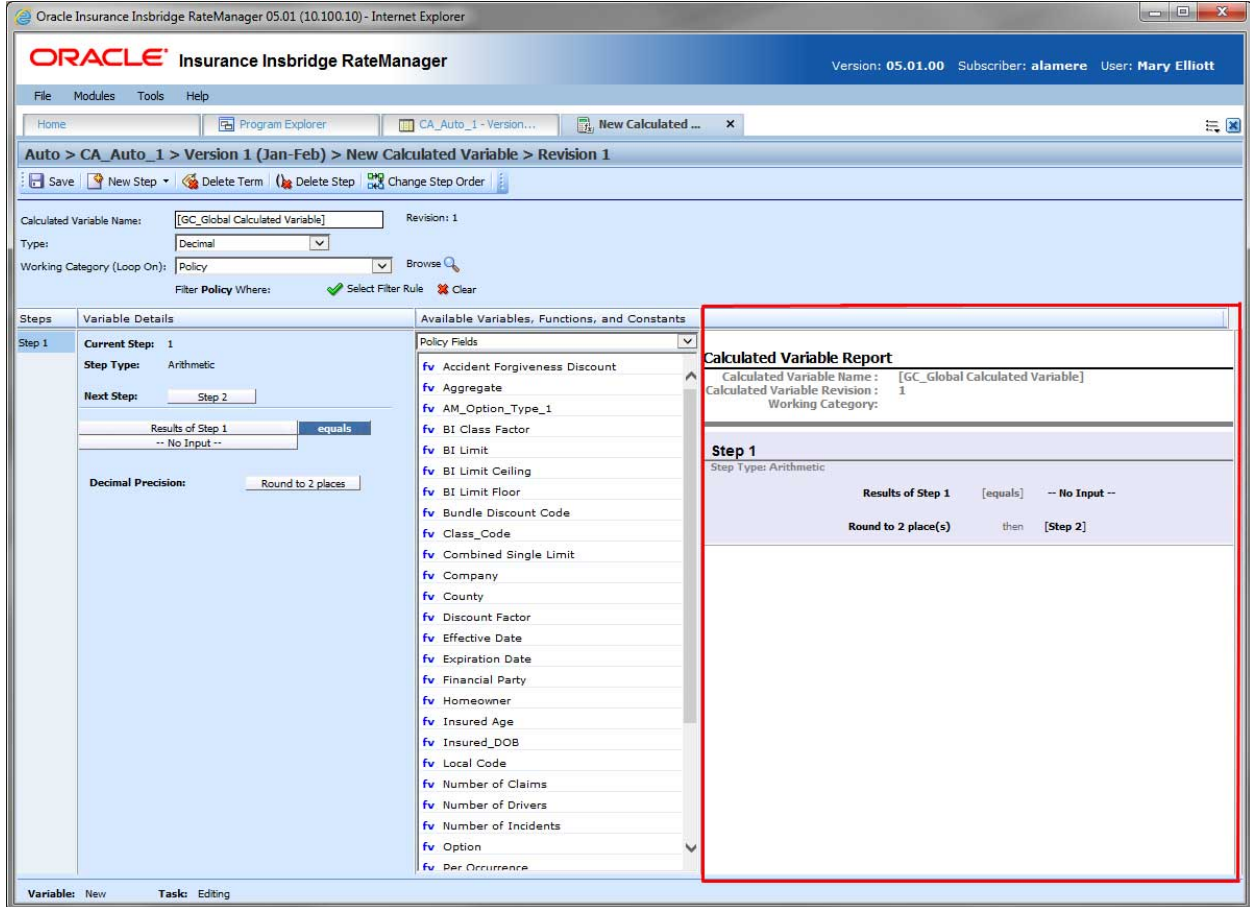 Oracle Insurance Insbridge RateManager 05.01 (10.100.10) - Internet Explorer
ORACLE Insurance Insbridge RateManager
Version: 05.01.00 Subscriber: alamere User: Mary Elliott
File Modules Tools Help
Home Program Explorer CA_Auto_1 - Version... New Calculated ... x
Auto > CA_Auto_1 > Version 1 (Jan-Feb) > New Calculated Variable > Revision 1
Save New Step Delete Term Delete Step Change Step Order
Calculated Variable Name: [GC_Global Calculated Variable] Revision: 1
Type: Decimal
Working Category (Loop On): Policy Browse
Filter Policy Where: Select Filter Rule Clear
Steps Variable Details Available Variables, Functions, and Constants
Step 1
Current Step: 1
Step Type: Arithmetic
Next Step: Step 2
Results of Step 1 equals
-- No Input --
Decimal Precision: Round to 2 places
Policy Fields
fv Accident Forgiveness Discount
fv Aggregate
fv AM_Option_Type_1
fv BI Class Factor
fv BI Limit
fv BI Limit Ceiling
fv BI Limit Floor
fv Bundle Discount Code
fv Class_Code
fv Combined Single Limit
fv Company
fv County
fv Discount Factor
fv Effective Date
fv Expiration Date
fv Financial Party
fv Homeowner
fv Insured Age
fv Insured_DOB
fv Local Code
fv Number of Claims
fv Number of Drivers
fv Number of Incidents
fv Option
fv Per Occurrence
Calculated Variable Report
Calculated Variable Name : [GC_Global Calculated Variable]
Calculated Variable Revision : 1
Working Category:
Step 1
Step Type: Arithmetic
Results of Step 1 [equals] -- No Input --
Round to 2 place(s) then [Step 2]
Variable: New Task: Editing